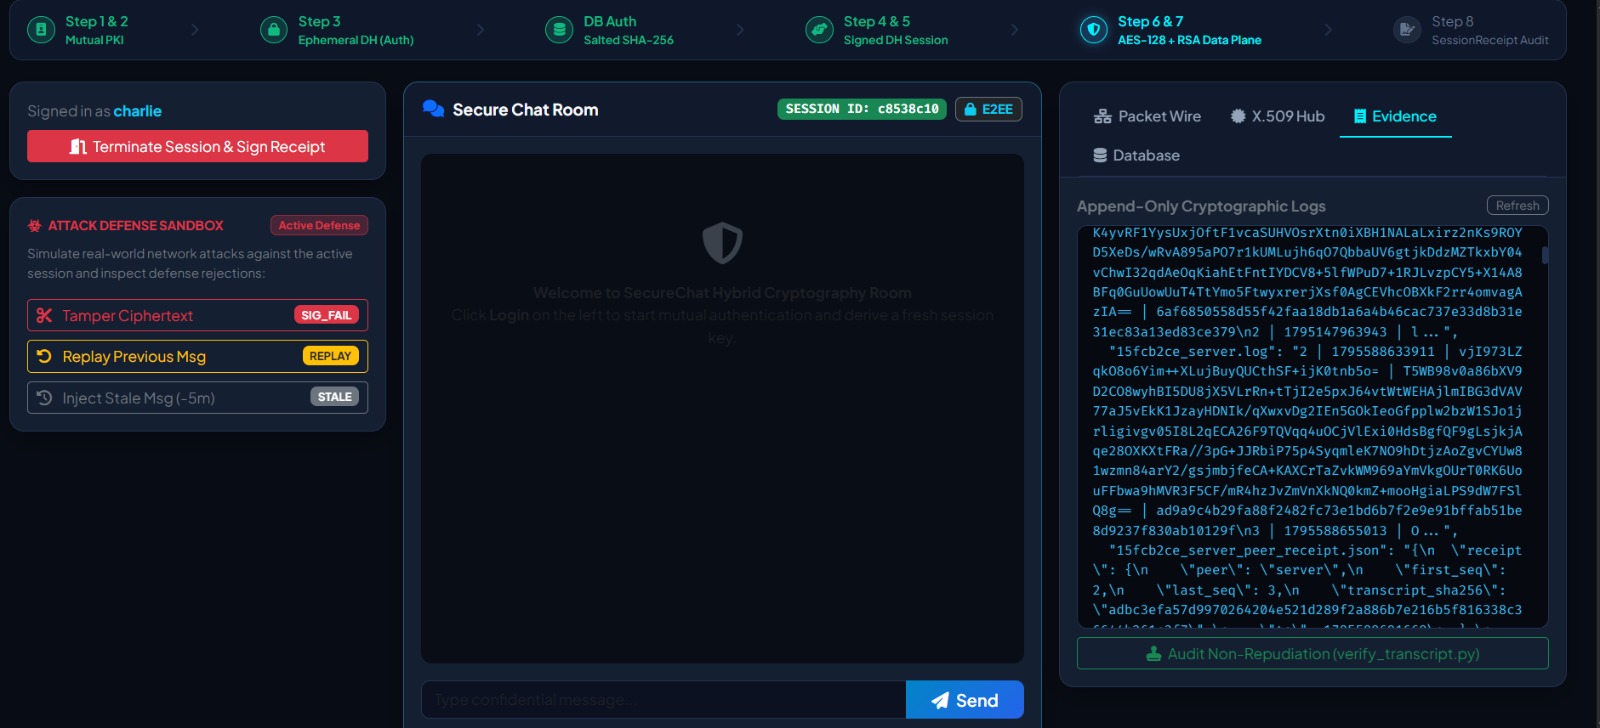 Step 1 & 2
Mutual PKI
Step 3
Ephemeral DH (Auth)
DB Auth
Salted SHA-256
Step 4 & 5
Signed DH Session
Step 6 & 7
AES-128 + RSA Data Plane
Step 8
SessionReceipt Audit
Signed in as charlie
Terminate Session & Sign Receipt
ATTACK DEFENSE SANDBOX
Active Defense
Simulate real-world network attacks against the active
session and inspect defense rejections:
Tamper Ciphertext
SIG_FAIL
Replay Previous Msg
REPLAY
Inject Stale Msg (-5m)
STALE
Secure Chat Room
SESSION ID: c8538c10
E2EE
Welcome to SecureChat Hybrid Cryptography Room
Click Login on the left to start mutual authentication and derive a fresh session
key.
Type confidential message...
Send
Packet Wire
X.509 Hub
Evidence
Database
Append-Only Cryptographic Logs
Refresh
K4yvRF1YysUxjOftF1vcaSUHVOsrXtn0iXBH1NALaLxirz2nKs9ROY
D5XeDs/wRvA895aPO7r1kUMLujh6qO7QbbaUV6gtjkDdzMZTkxbY04
vChwI32qdAeOqKiahEtFntIYDCV8+5lfWPuD7+1RJLvzpCY5+X14A8
BFq0GuUowUuT4TtYmo5FtwyxrerjXsf0AgCEVhcOBXkF2rr4omvagA
zIA== | 6af6850558d55f42faa18db1a6a4b46cac737e33d8b31e
31ec83a13ed83ce379\n2 | 1795147963943 | l...",
"15fcb2ce_server.log": "2 | 1795588633911 | vjI973LZ
qkO8o6Yim++XLujBuyQUCthSF+ijK0tnb5o= | T5WB98v0a86bXV9
D2CO8wyhBI5DU8jX5VLrRn+tTjI2e5pxJ64vtWtWEHAjlmIBG3dVAV
77aJ5vEkK1JzayHDNIk/qXwxvDg2IEn5GOkIeoGfpplw2bzW1SJo1j
rligivgv05I8L2qECA26F9TQVqq4uOCjVlExi0HdsBgfQF9gLsjkjA
qe28OXKXtFRa//3pG+JJRbiP75p4SyqmleK7NO9hDtjzAoZgvCYUw8
1wzmn84arY2/gsjmbjfeCA+KAXCrTaZvkWM969aYmVkgOUrT0RK6Uo
uFFbwa9hMVR3F5CF/mR4hzJvZmVnXkNQ0kmZ+mooHgiaLPS9dW7FSl
Q8g== | ad9a9c4b29fa88f2482fc73e1bd6b7f2e9e91bffab51be
8d9237f830ab10129f\n3 | 1795588655013 | O...",
"15fcb2ce_server_peer_receipt.json": "{\n  \"receipt
\": {\n    \"peer\": \"server\",\n    \"first_seq\":
2,\n    \"last_seq\": 3,\n    \"transcript_sha256\":
\"adbc3efa57d9970264204e521d289f2a886b7e216b5f816338c3
Audit Non-Repudiation (verify_transcript.py)